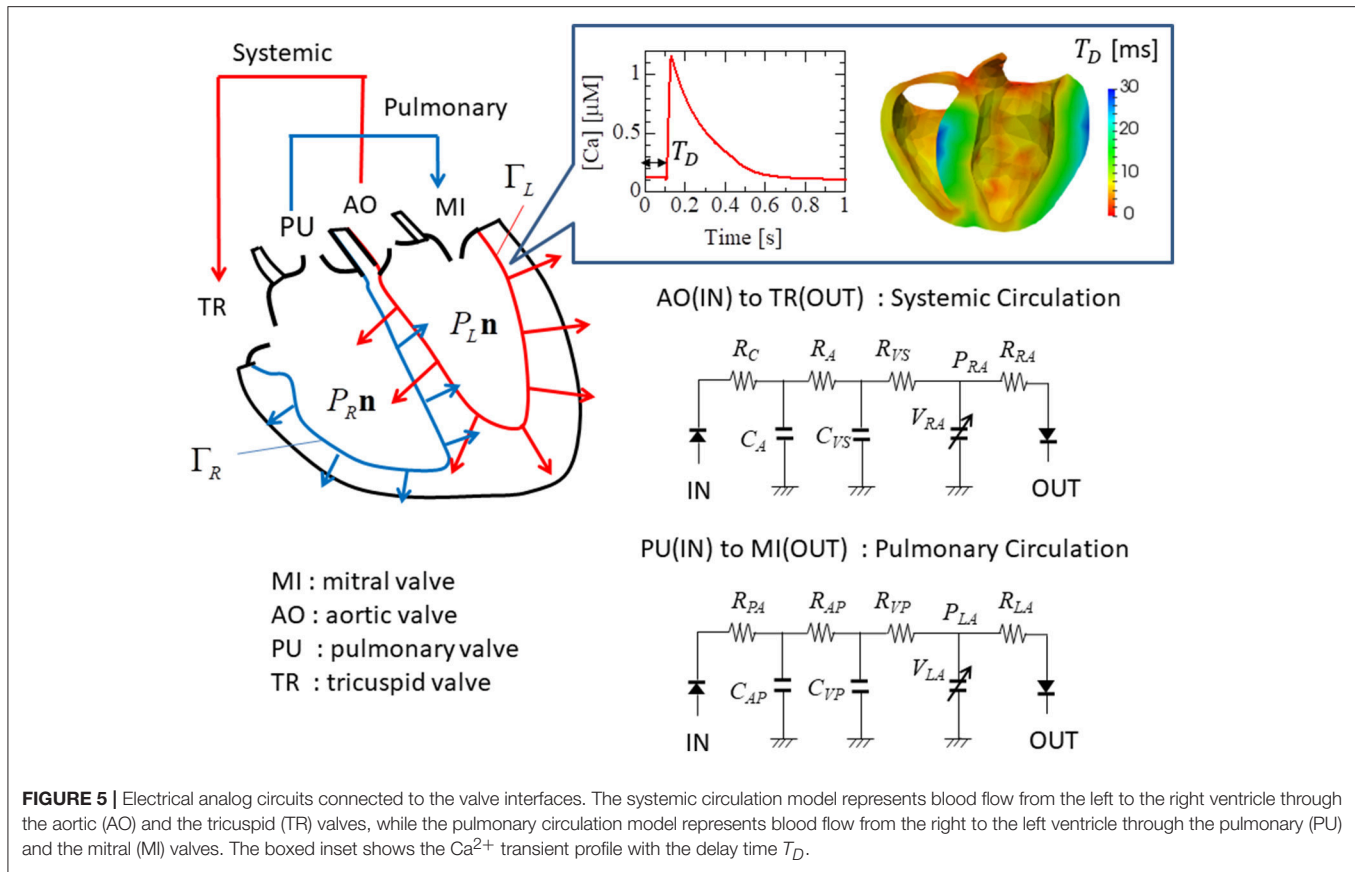 Systemic
Pulmonary
Γ_L
AO
MI
PU
TR
P_L n
P_R n
Γ_R
[Ca] [μM]
1
0.5
0
T_D
0 0.2 0.4 0.6 0.8 1
Time [s]
T_D [ms]
30
20
10
0
AO(IN) to TR(OUT) : Systemic Circulation
R_C R_A R_VS P_RA R_RA
C_A C_VS V_RA
IN OUT
PU(IN) to MI(OUT) : Pulmonary Circulation
R_PA R_AP R_VP P_LA R_LA
C_AP C_VP V_LA
IN OUT
MI : mitral valve
AO : aortic valve
PU : pulmonary valve
TR : tricuspid valve
FIGURE 5 | Electrical analog circuits connected to the valve interfaces. The systemic circulation model represents blood flow from the left to the right ventricle through
the aortic (AO) and the tricuspid (TR) valves, while the pulmonary circulation model represents blood flow from the right to the left ventricle through the pulmonary (PU)
and the mitral (MI) valves. The boxed inset shows the Ca²⁺ transient profile with the delay time T_D.